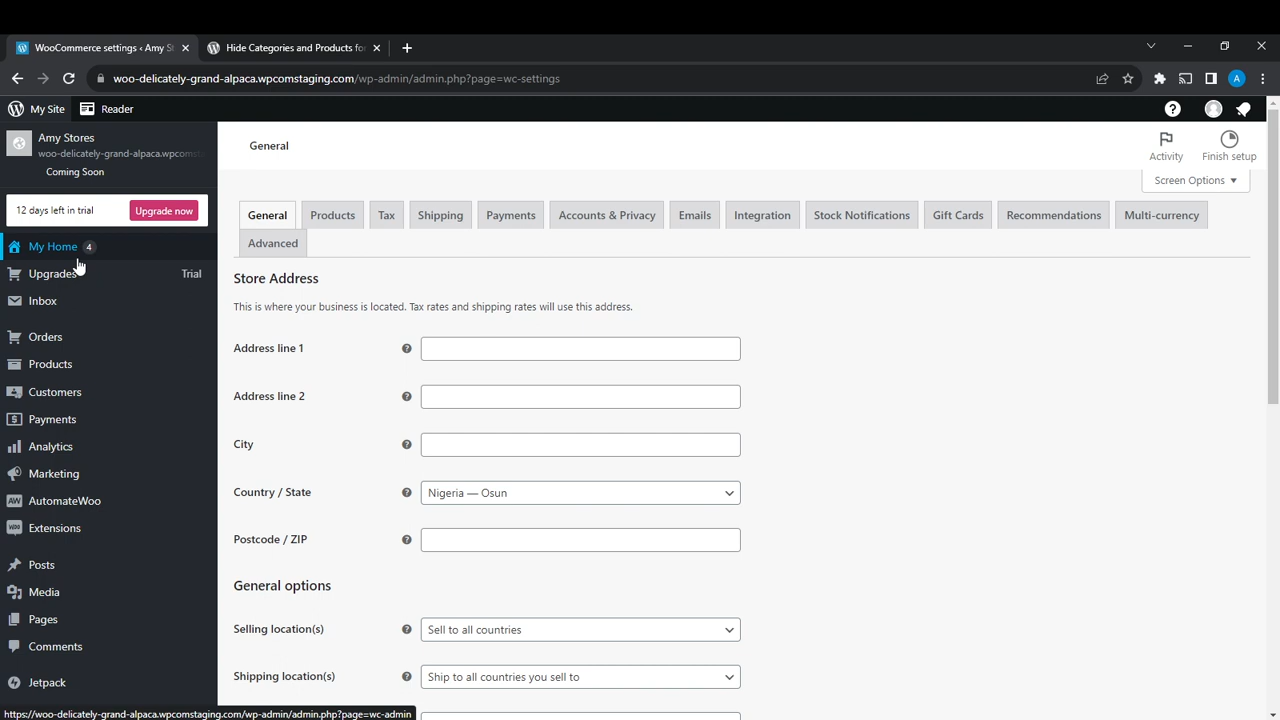 WooCommerce settings ‹ Amy St
Hide Categories and Products fo
woo-delicately-grand-alpaca.wpcomstaging.com/wp-admin/admin.php?page=wc-settings
A
My Site
Reader
Amy Stores
woo-delicately-grand-alpaca.wpcomsta
Coming Soon
General
Activity
Finish setup
Screen Options
12 days left in trial
Upgrade now
General
Products
Tax
Shipping
Payments
Accounts & Privacy
Emails
Integration
Stock Notifications
Gift Cards
Recommendations
Multi-currency
Advanced
My Home 4
Upgrades Trial
Inbox
Orders
Products
Customers
Payments
Analytics
Marketing
AW AutomateWoo
Extensions
Posts
Media
Pages
Comments
Jetpack
Store Address
This is where your business is located. Tax rates and shipping rates will use this address.
Address line 1
Address line 2
City
Country / State
Nigeria — Osun
Postcode / ZIP
General options
Selling location(s)
Sell to all countries
Shipping location(s)
Ship to all countries you sell to
https://woo-delicately-grand-alpaca.wpcomstaging.com/wp-admin/admin.php?page=wc-admin